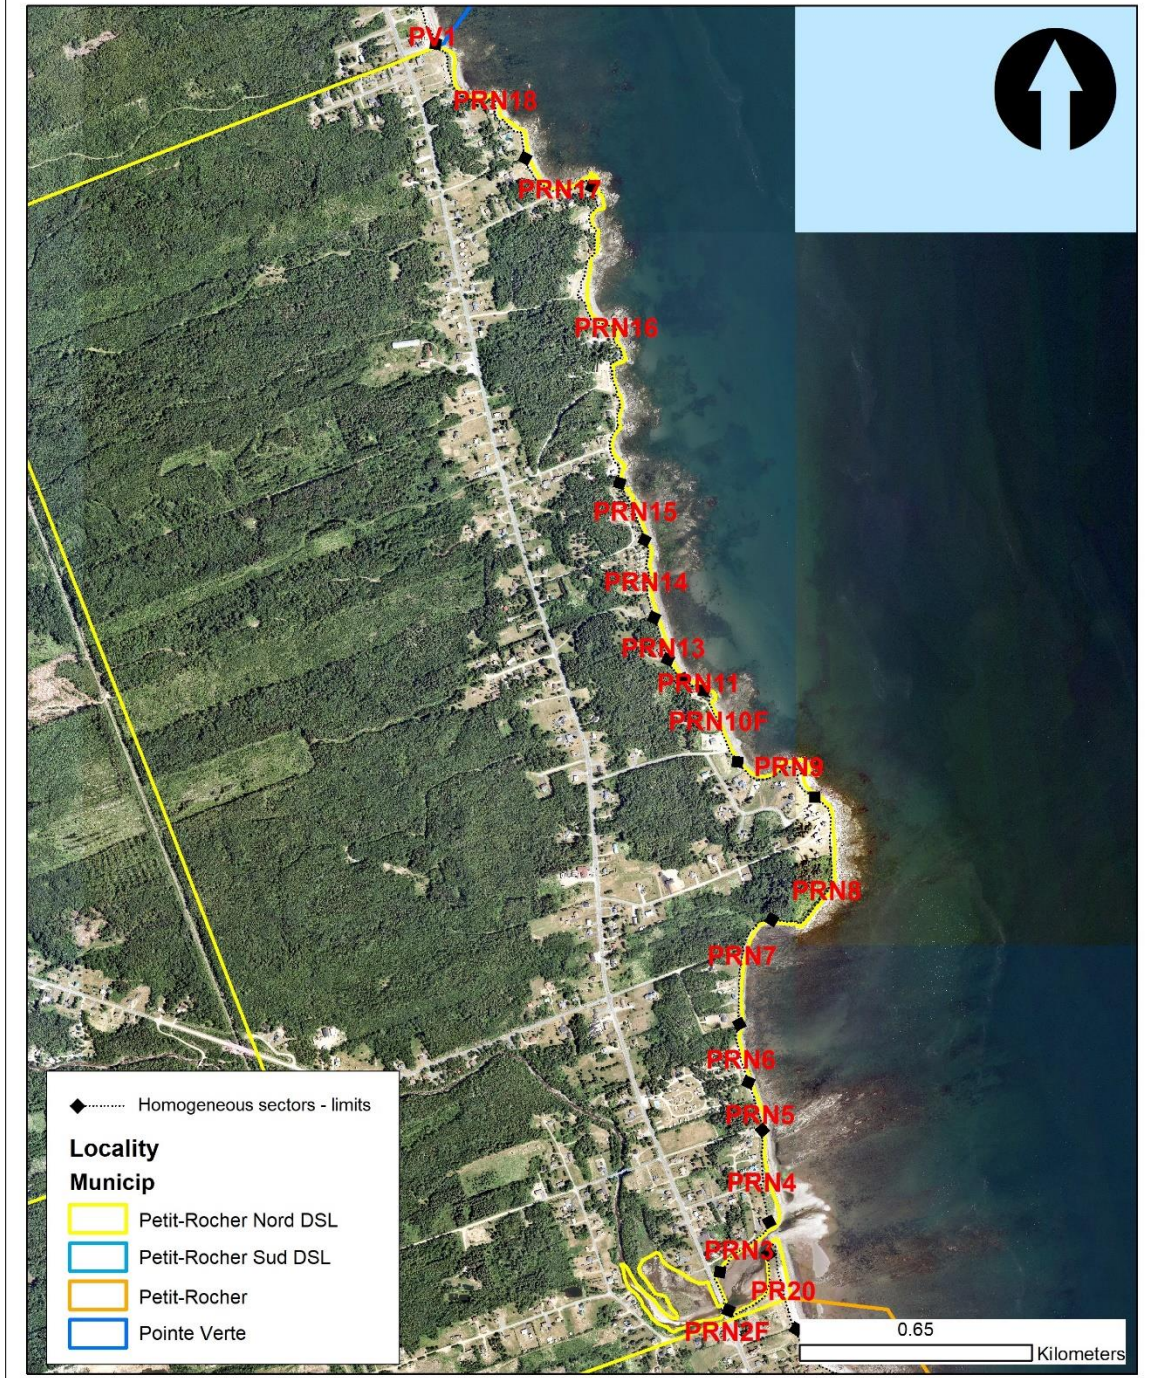 PV1
PRN18
PRN17
PRN16
PRN15
PRN14
PRN13
PRN11
PRN10F
PRN9
PRN8
PRN7
PRN6
PRN5
PRN4
PRN3
PR20
PRN2F
Homogeneous sectors - limits
Locality
Municip
Petit-Rocher Nord DSL
Petit-Rocher Sud DSL
Petit-Rocher
Pointe Verte
0.65
Kilometers